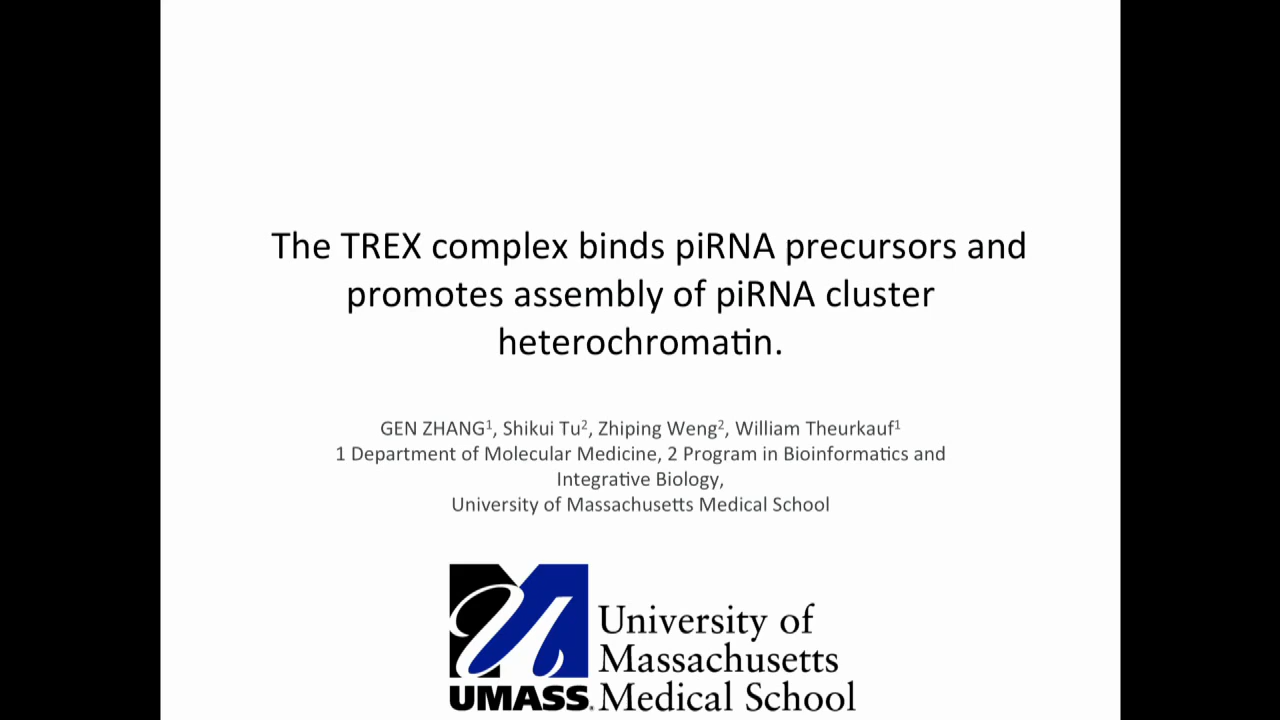 The TREX complex binds piRNA precursors and
promotes assembly of piRNA cluster
heterochromatin.
GEN ZHANG¹, Shikui Tu², Zhiping Weng², William Theurkauf¹
1 Department of Molecular Medicine, 2 Program in Bioinformatics and
Integrative Biology,
University of Massachusetts Medical School
University of
Massachusetts
UMASS. Medical School